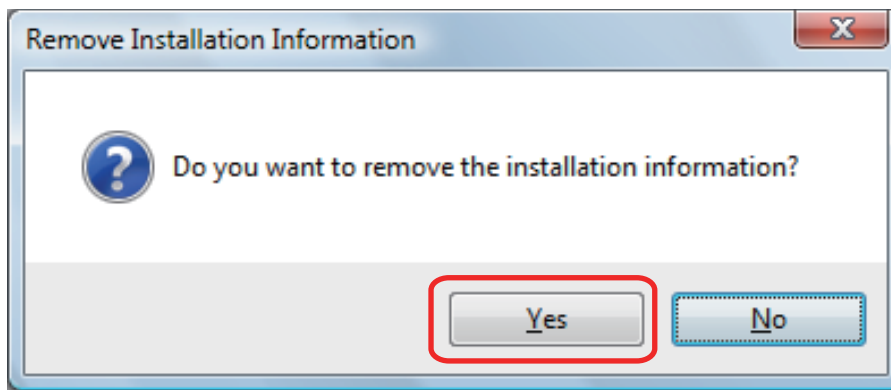 Remove Installation Information
Do you want to remove the installation information?
Yes
No